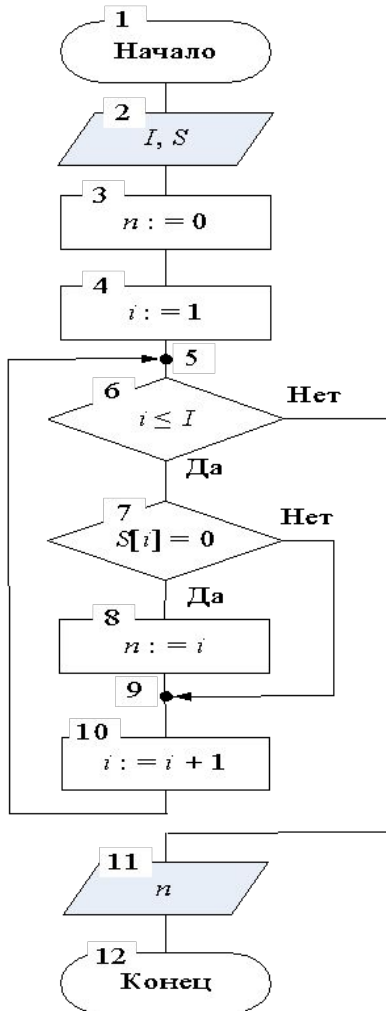 1
Начало
2
I, S
3
n : = 0
4
i : = 1
5
6
Нет
i ≤ I
Да
7
Нет
S[i] = 0
Да
8
n : = i
9
10
i : = i + 1
11
n
12
Конец